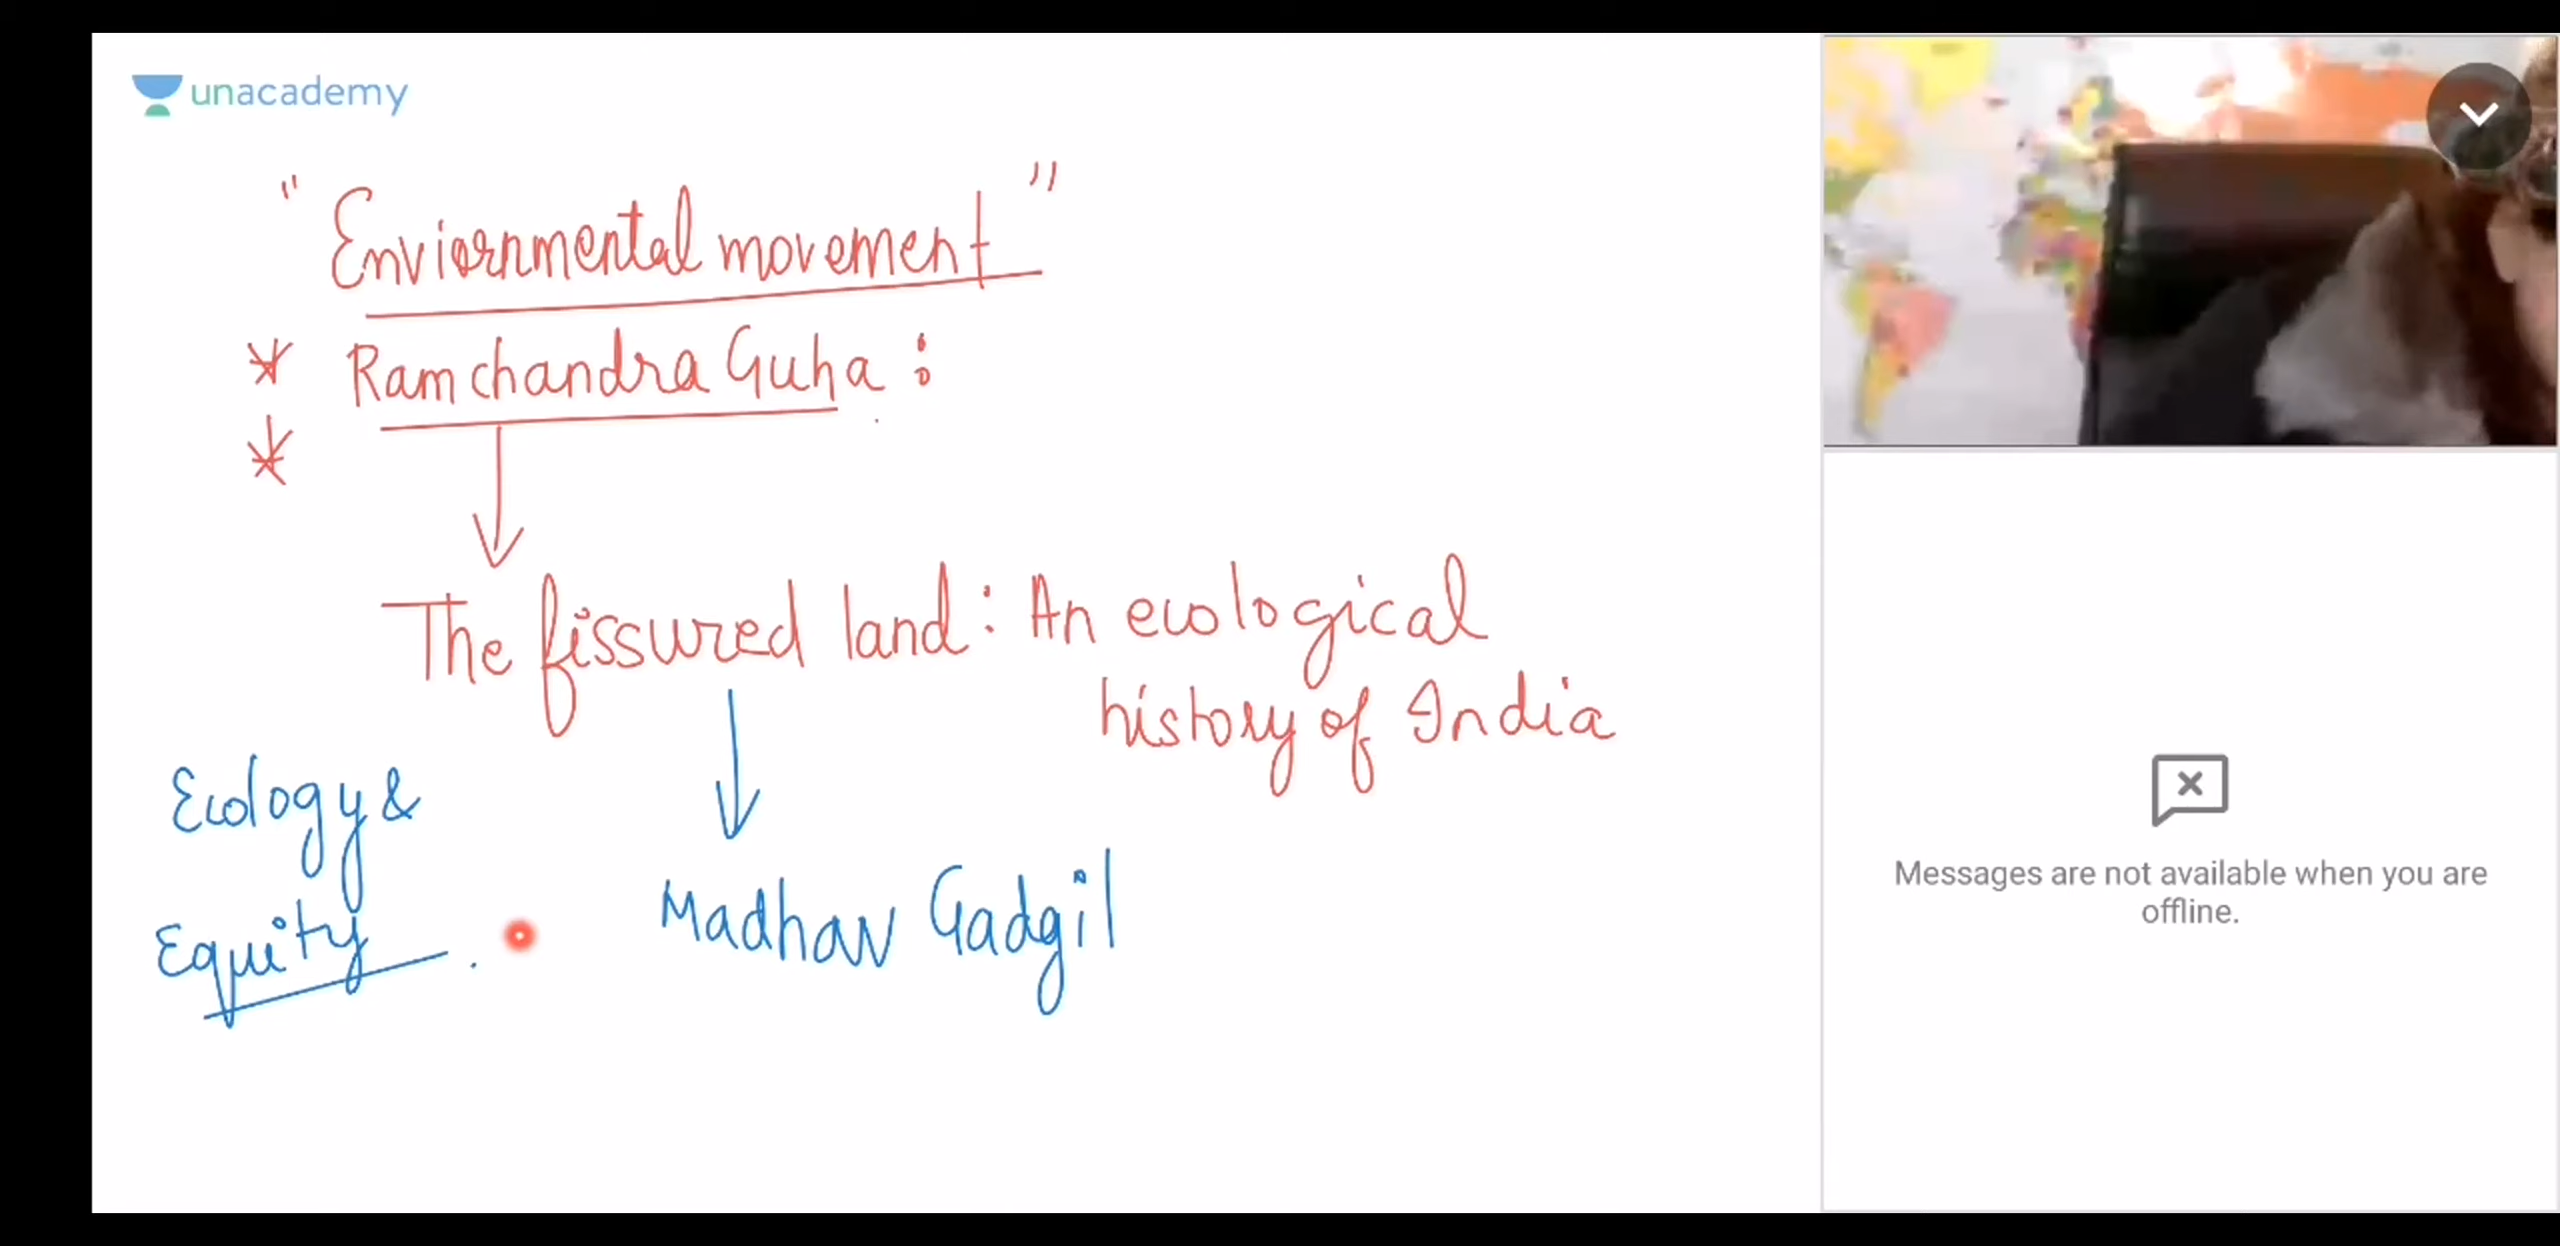 unacademy
" Enviornmental movement "
* Ramchandra Guha :
*
The fissured land : An ecological
history of India
Ecology &
Equity .
Madhav Gadgil
Messages are not available when you are
offline.